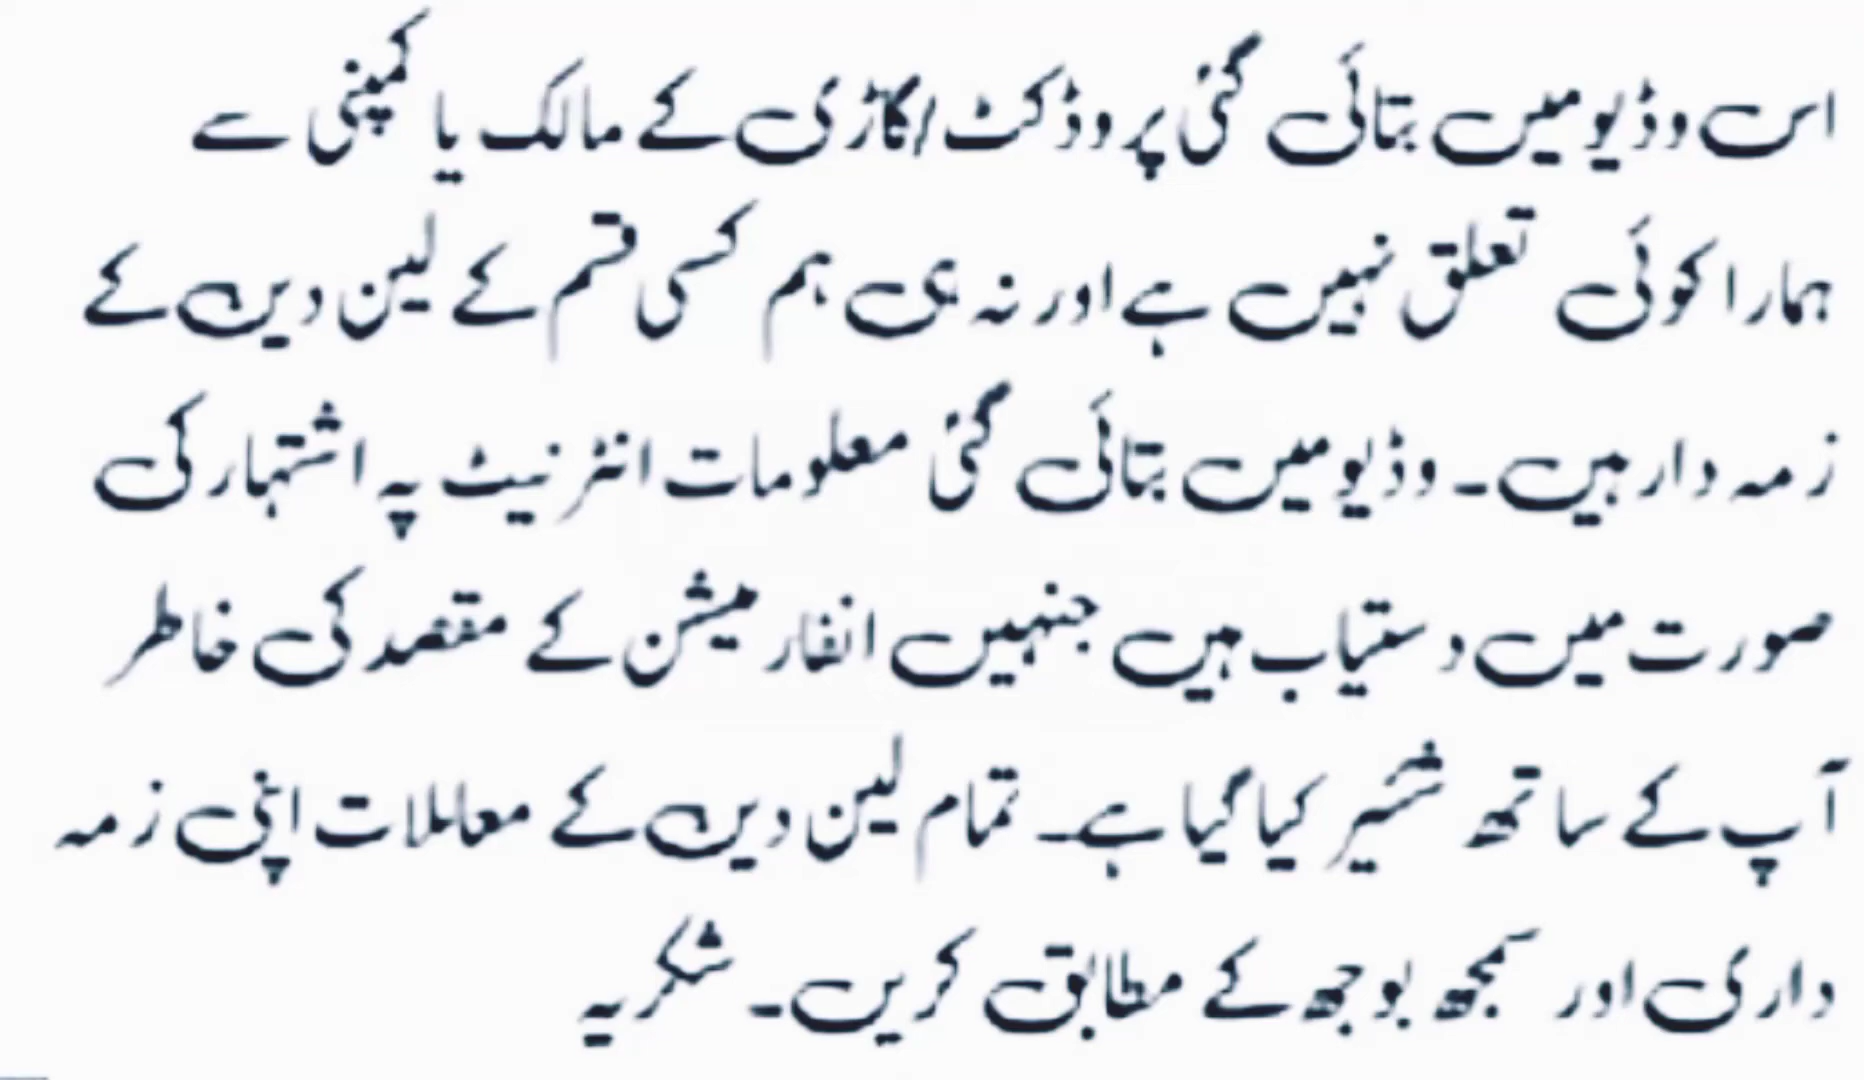 اس وڈیو میں بتائی گئی پروڈکٹ/گاڑی کے مالک یا کمپنی سے
ہمارا کوئی تعلق نہیں ہے اور نہ ہی ہم کسی قسم کے لین دین کے
زمہ دار ہیں۔ وڈیو میں بتائی گئی معلومات انٹرنیٹ پہ اشتہار کی
صورت میں دستیاب ہیں جنہیں انفارمیشن کے مقصد کی خاطر
آپ کے ساتھ شئیر کیا گیا ہے۔ تمام لین دین کے معاملات اپنی زمہ
داری اور سمجھ بوجھ کے مطابق کریں۔ شکریہ